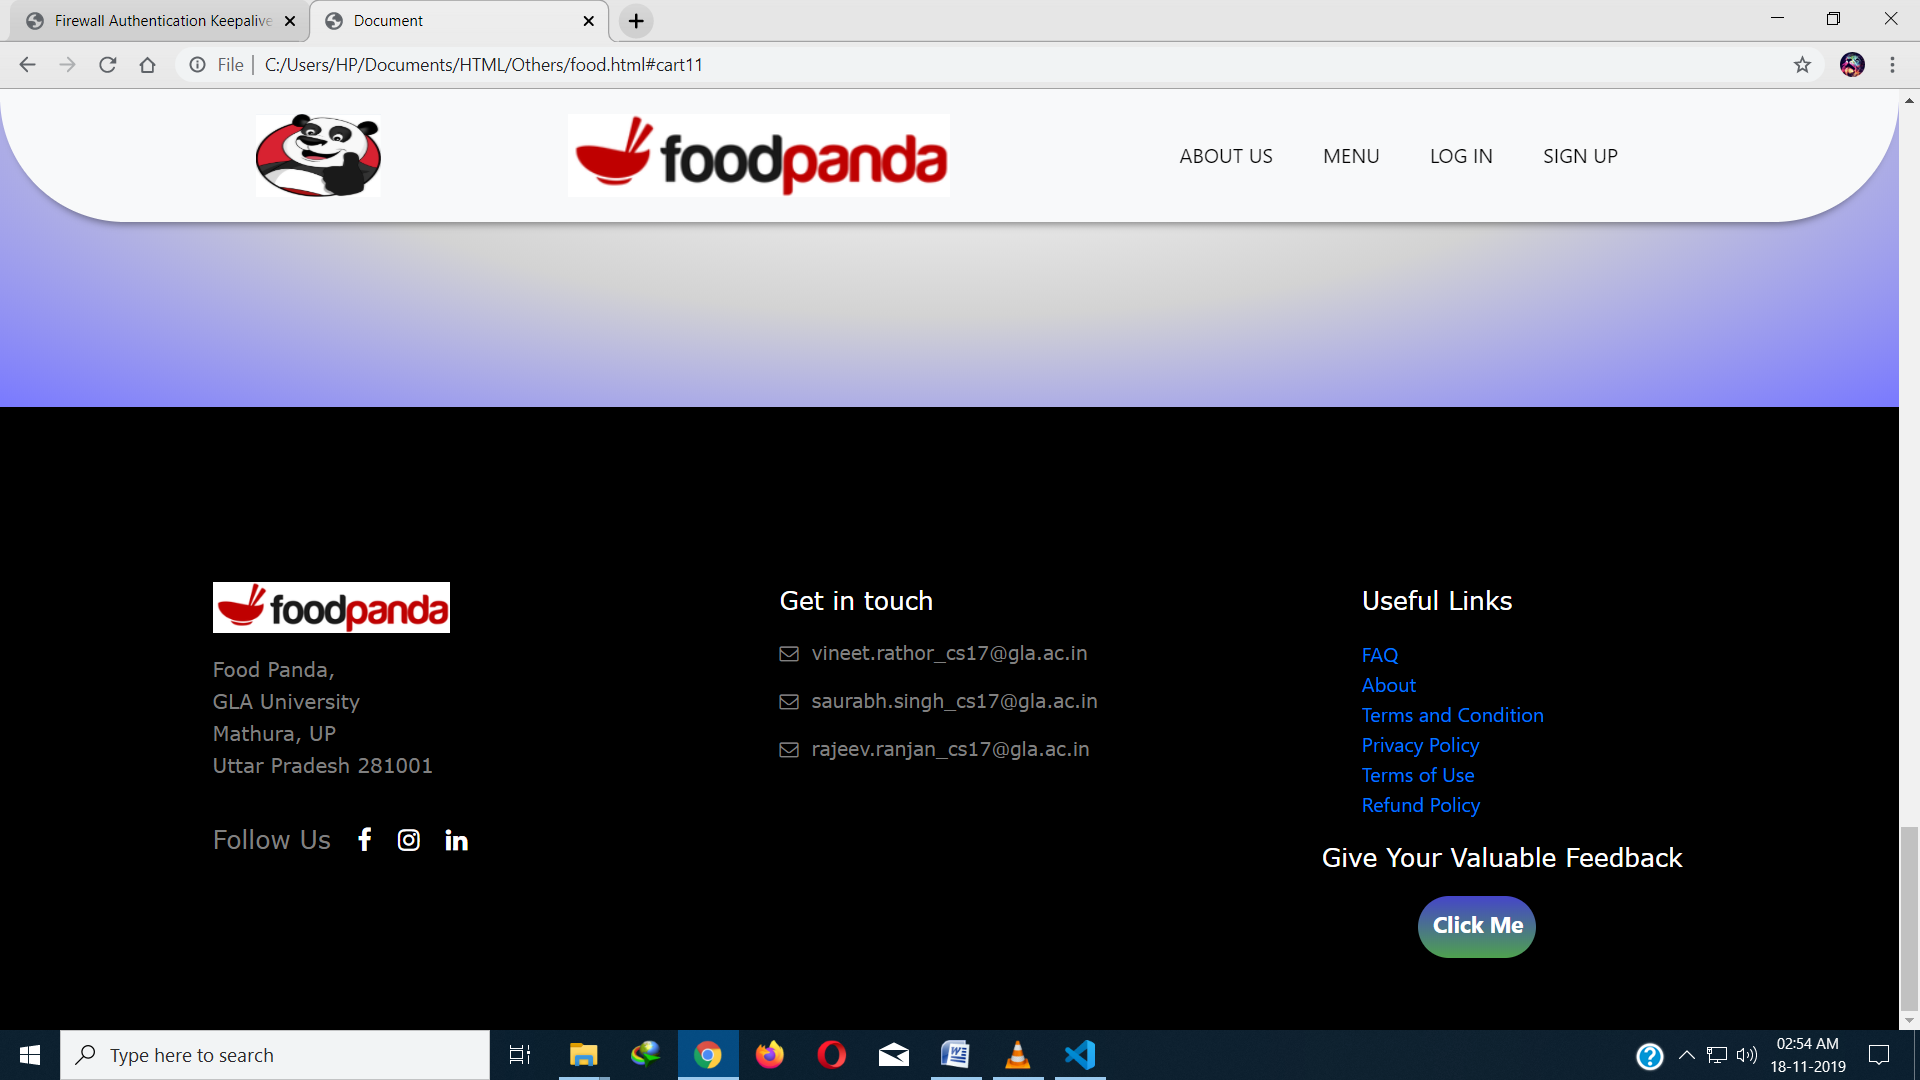 Firewall Authentication Keepalive
Document
File
C:/Users/HP/Documents/HTML/Others/food.html#cart11
foodpanda
ABOUT US
MENU
LOG IN
SIGN UP
foodpanda
Food Panda,
GLA University
Mathura, UP
Uttar Pradesh 281001
Follow Us
Get in touch
vineet.rathor_cs17@gla.ac.in
saurabh.singh_cs17@gla.ac.in
rajeev.ranjan_cs17@gla.ac.in
Useful Links
FAQ
About
Terms and Condition
Privacy Policy
Terms of Use
Refund Policy
Give Your Valuable Feedback
Click Me
Type here to search
02:54 AM
18-11-2019